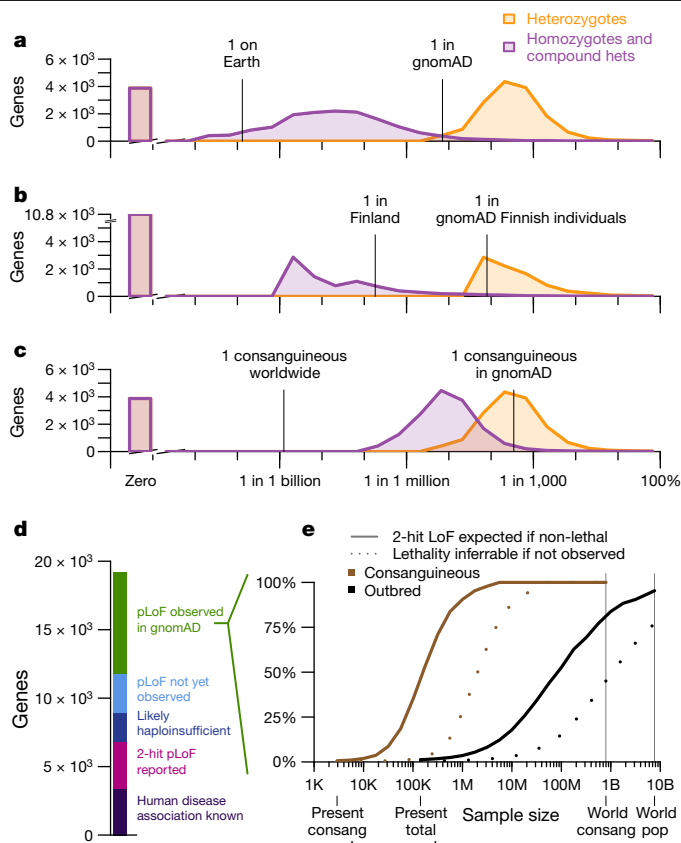 Heterozygotes
Homozygotes and
compound hets
a
1 on
Earth
1 in
gnomAD
6 × 10³
4 × 10³
2 × 10³
0
Genes
b
1 in
Finland
1 in
gnomAD Finnish individuals
10.8 × 10³
4 × 10³
2 × 10³
0
Genes
c
1 consanguineous
worldwide
1 consanguineous
in gnomAD
6 × 10³
4 × 10³
2 × 10³
0
Genes
Zero
1 in 1 billion
1 in 1 million
1 in 1,000
100%
d
20 × 10³
15 × 10³
10 × 10³
5 × 10³
0
Genes
pLoF observed
in gnomAD
pLoF not yet
observed
Likely
haploinsufficient
2-hit pLoF
reported
Human disease
association known
e
2-hit LoF expected if non-lethal
Lethality inferrable if not observed
Consanguineous
Outbred
100%
75%
50%
25%
0%
1K
10K
100K
1M
10M
100M
1B
10B
Present
consang
Present
total
Sample size
World
consang
World
pop